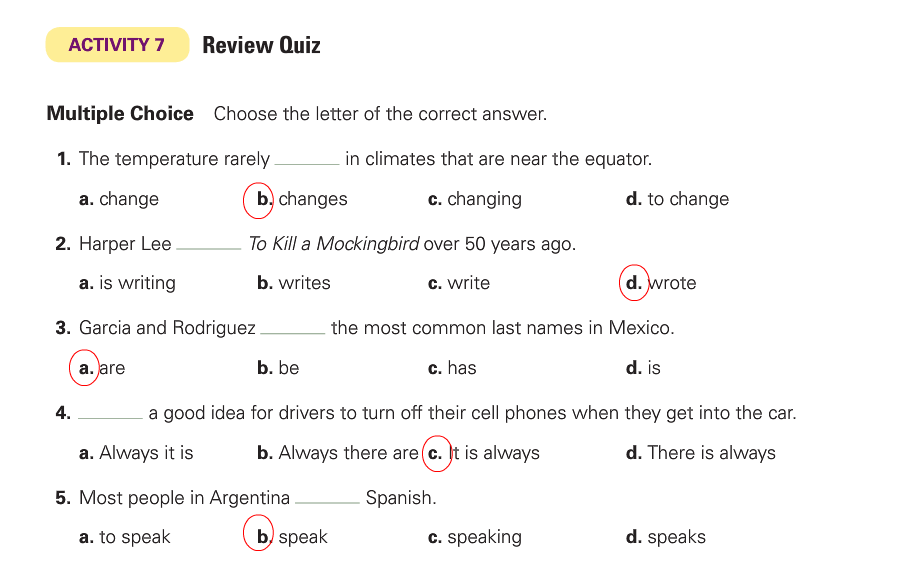 ACTIVITY 7 Review Quiz
Multiple Choice Choose the letter of the correct answer.
1. The temperature rarely ______ in climates that are near the equator.
a. change b. changes c. changing d. to change
2. Harper Lee ______ To Kill a Mockingbird over 50 years ago.
a. is writing b. writes c. write d. wrote
3. Garcia and Rodriguez ______ the most common last names in Mexico.
a. are b. be c. has d. is
4. ______ a good idea for drivers to turn off their cell phones when they get into the car.
a. Always it is b. Always there are c. It is always d. There is always
5. Most people in Argentina ______ Spanish.
a. to speak b. speak c. speaking d. speaks